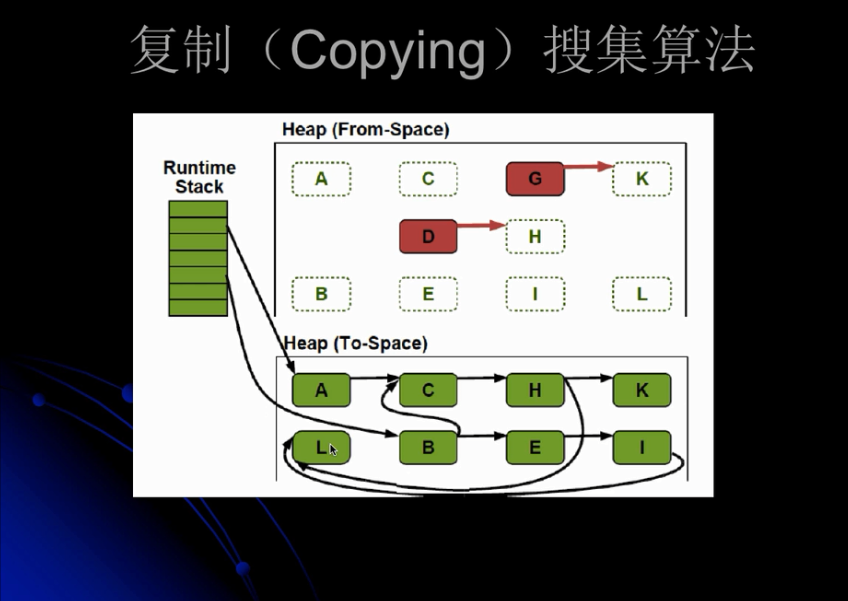 复制（Copying）搜集算法
Heap (From-Space)
Runtime
Stack
A C G K
D H
B E I L
Heap (To-Space)
A C H K
L B E I